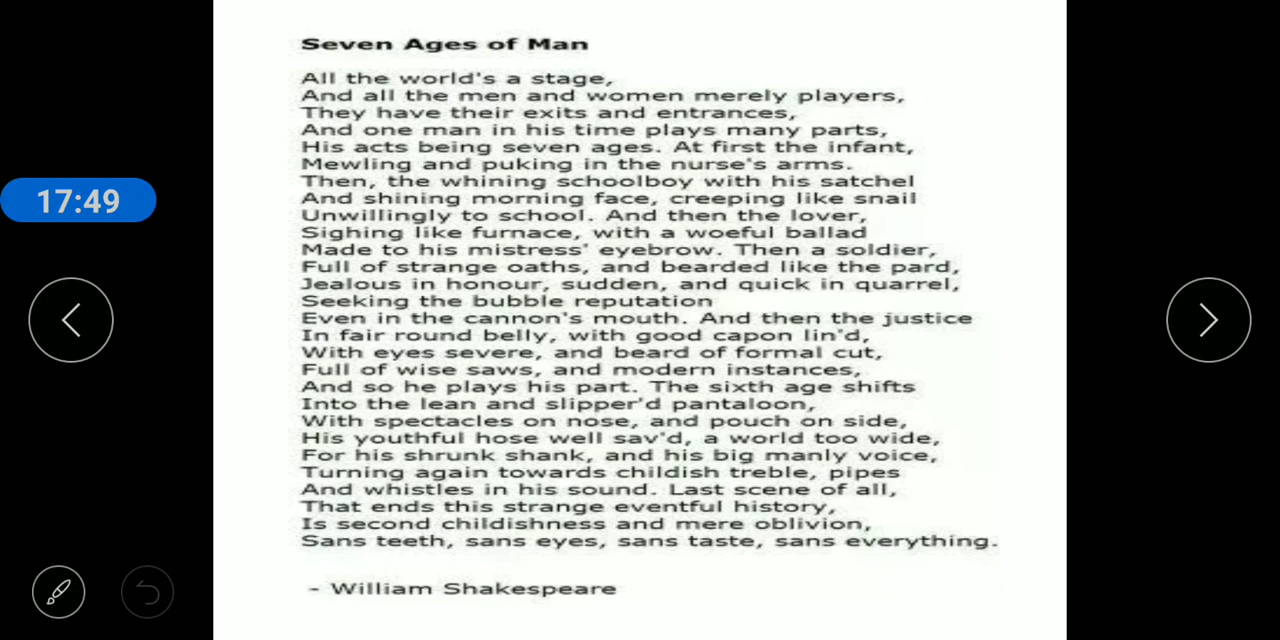 Seven Ages of Man
All the world's a stage,
And all the men and women merely players,
They have their exits and entrances,
And one man in his time plays many parts,
His acts being seven ages. At first the infant,
Mewling and puking in the nurse's arms.
Then, the whining schoolboy with his satchel
And shining morning face, creeping like snail
Unwillingly to school. And then the lover,
Sighing like furnace, with a woeful ballad
Made to his mistress' eyebrow. Then a soldier,
Full of strange oaths, and bearded like the pard,
Jealous in honour, sudden, and quick in quarrel,
Seeking the bubble reputation
Even in the cannon's mouth. And then the justice
In fair round belly, with good capon lin'd,
With eyes severe, and beard of formal cut,
Full of wise saws, and modern instances,
And so he plays his part. The sixth age shifts
Into the lean and slipper'd pantaloon,
With spectacles on nose, and pouch on side,
His youthful hose well sav'd, a world too wide,
For his shrunk shank, and his big manly voice,
Turning again towards childish treble, pipes
And whistles in his sound. Last scene of all,
That ends this strange eventful history,
Is second childishness and mere oblivion,
Sans teeth, sans eyes, sans taste, sans everything.
- William Shakespeare
17:49